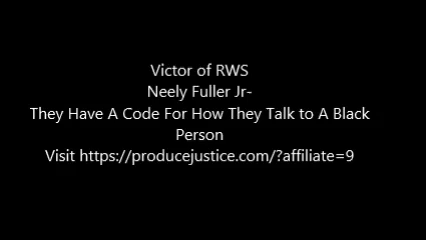 Victor of RWS
Neely Fuller Jr-
They Have A Code For How They Talk to A Black
Person
Visit https://producejustice.com/?affiliate=9